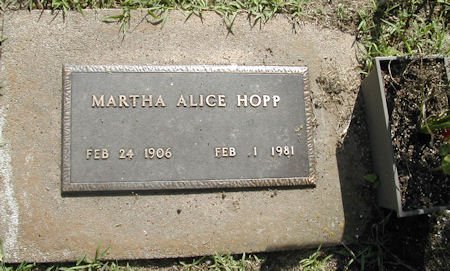 MARTHA ALICE HOPP
FEB 24 1906 FEB 1 1981